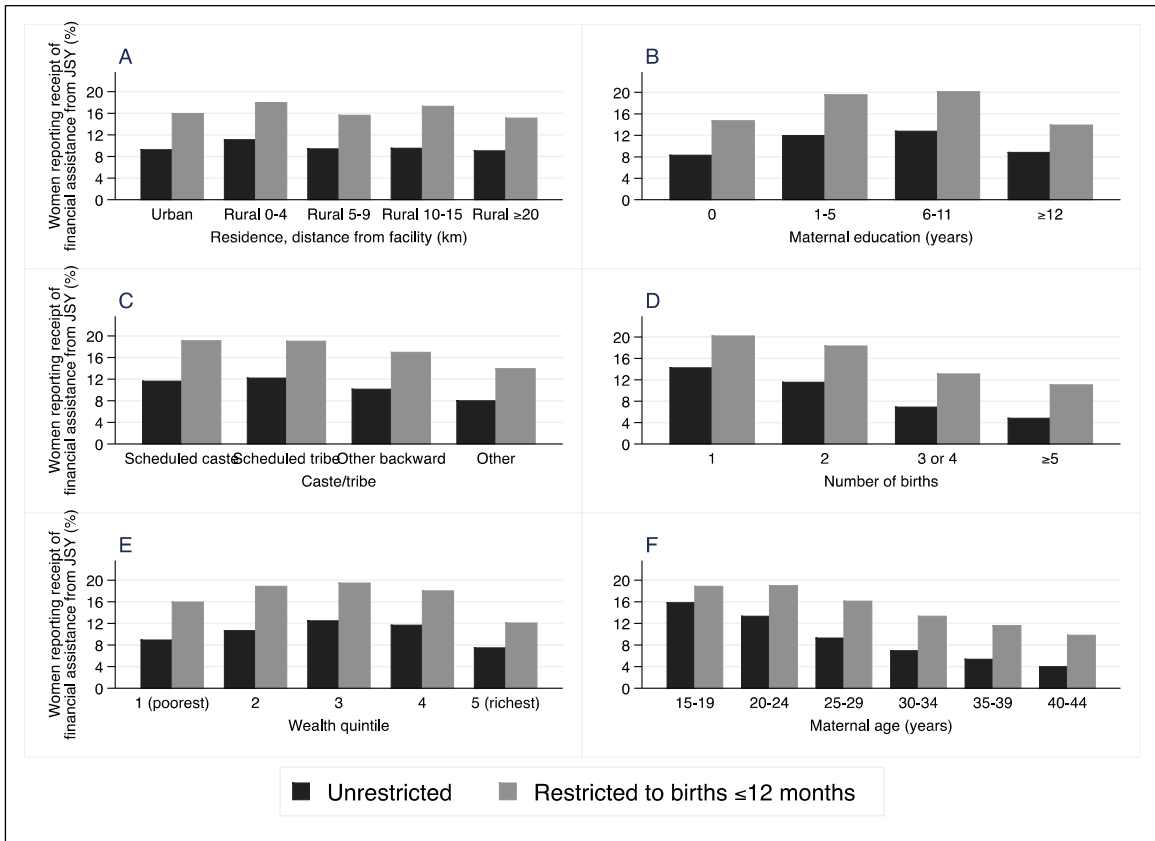 A
Women reporting receipt of
financial assistance from JSY (%)
20
16
12
8
4
0
Urban Rural 0-4 Rural 5-9 Rural 10-15 Rural ≥20
Residence, distance from facility (km)
B
20
16
12
8
4
0
0 1-5 6-11 ≥12
Maternal education (years)
C
Women reporting receipt of
financial assistance from JSY (%)
20
16
12
8
4
0
Scheduled caste Scheduled tribe Other backward Other
Caste/tribe
D
20
16
12
8
4
0
1 2 3 or 4 ≥5
Number of births
E
Women reporting receipt of
financial assistance from JSY (%)
20
16
12
8
4
0
1 (poorest) 2 3 4 5 (richest)
Wealth quintile
F
20
16
12
8
4
0
15-19 20-24 25-29 30-34 35-39 40-44
Maternal age (years)
Unrestricted Restricted to births ≤12 months